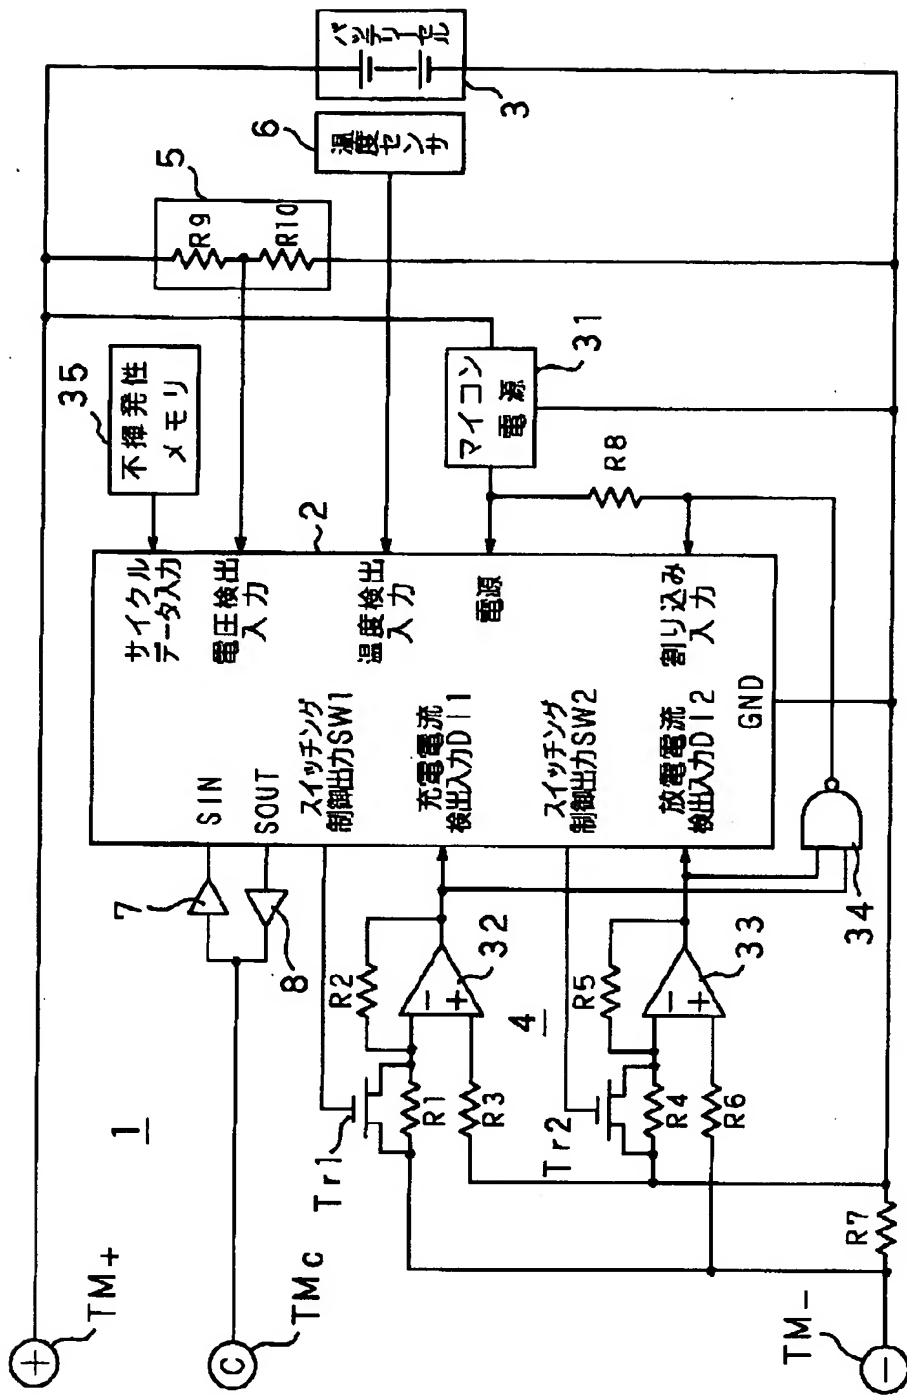 1
TM+
+
TMC
C
TM-
-
7
8
SIN
SOUT
スイッチング
制御出力SW1
充電電流
検出入力DI1
スイッチング
制御出力SW2
放電電流
検出入力DI2
GND
サイクル
データ入力
電圧検出
入力
温度検出
入力
電源
割り込み
入力
2
不揮発性
メモリ
35
5
R9
R10
6
温度センサ
バッテリーセル
3
マイコン
電源
31
R8
Tr1
R1
R2
R3
-
+
32
4
Tr2
R4
R5
R6
-
+
33
34
R7